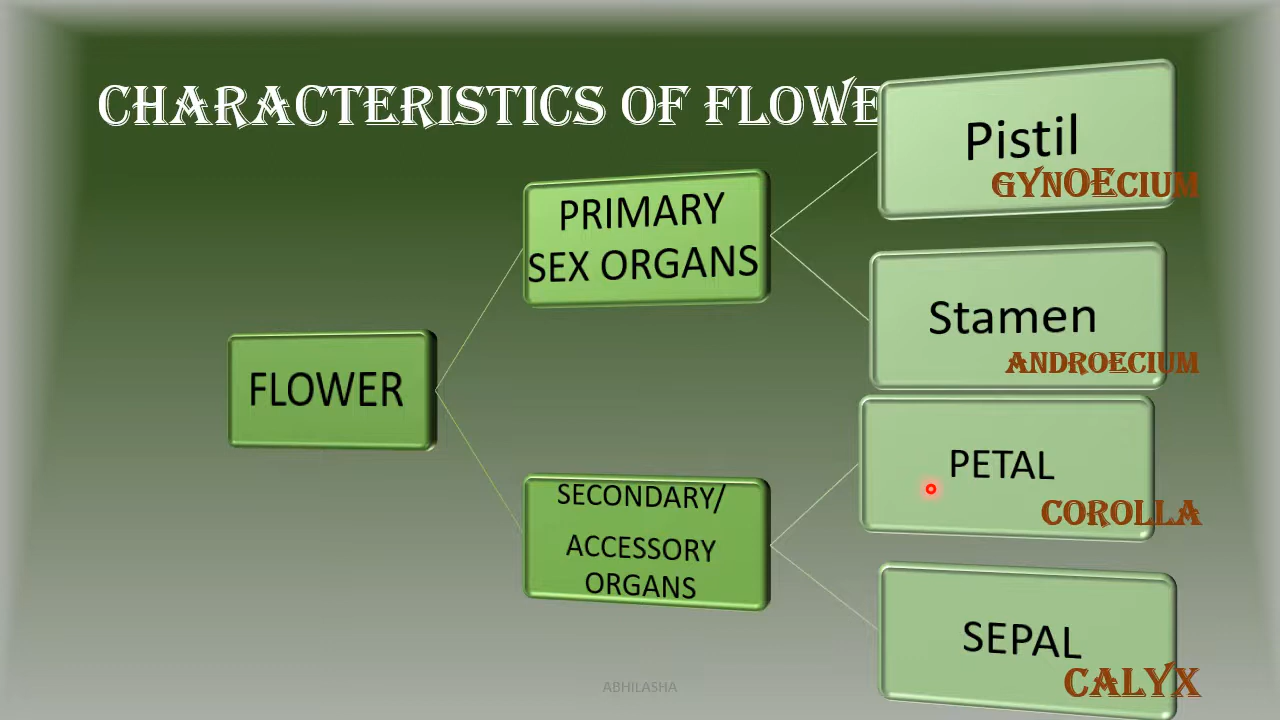 CHARACTERISTICS OF FLOWE
Pistil
GYNOECIUM
PRIMARY
SEX ORGANS
Stamen
ANDROECIUM
FLOWER
PETAL
COROLLA
SECONDARY/
ACCESSORY
ORGANS
SEPAL
CALYX
ABHILASHA